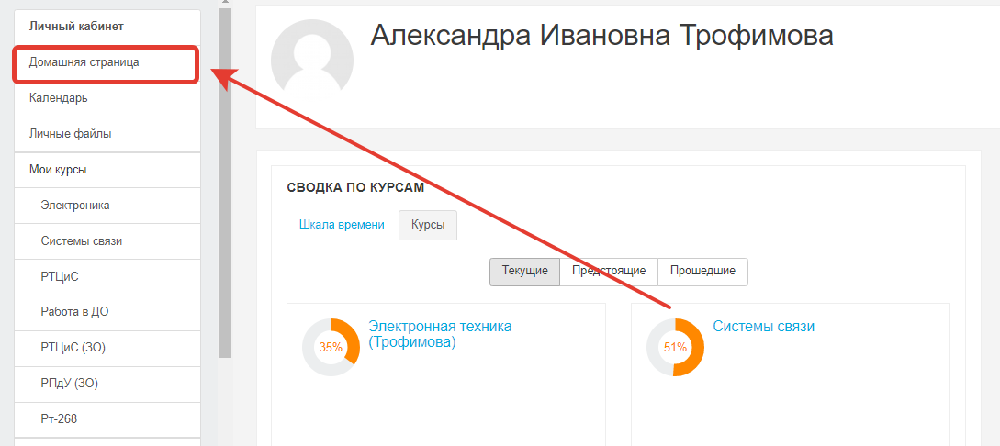 Личный кабинет
Домашняя страница
Календарь
Личные файлы
Мои курсы
Электроника
Системы связи
РТЦиС
Работа в ДО
РТЦиС (ЗО)
РПдУ (ЗО)
Рт-268
Александра Ивановна Трофимова
СВОДКА ПО КУРСАМ
Шкала времени Курсы
Текущие Предстоящие Прошедшие
35%
Электронная техника
(Трофимова)
51%
Системы связи